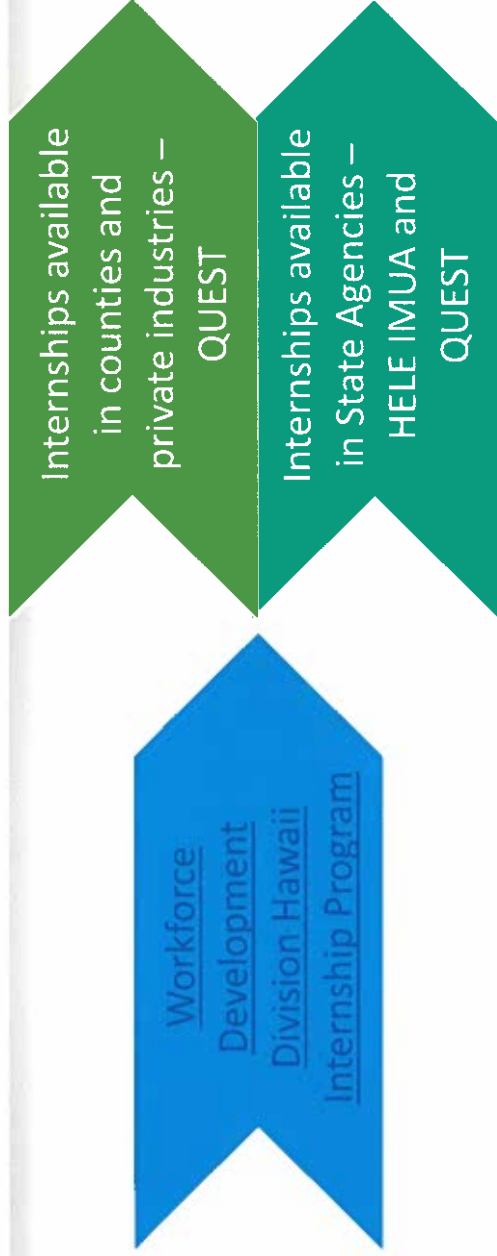 Workforce
Development
Division Hawaii
Internship Program
Internships available
in counties and
private industries –
QUEST
Internships available
in State Agencies –
HELE IMUA and
QUEST